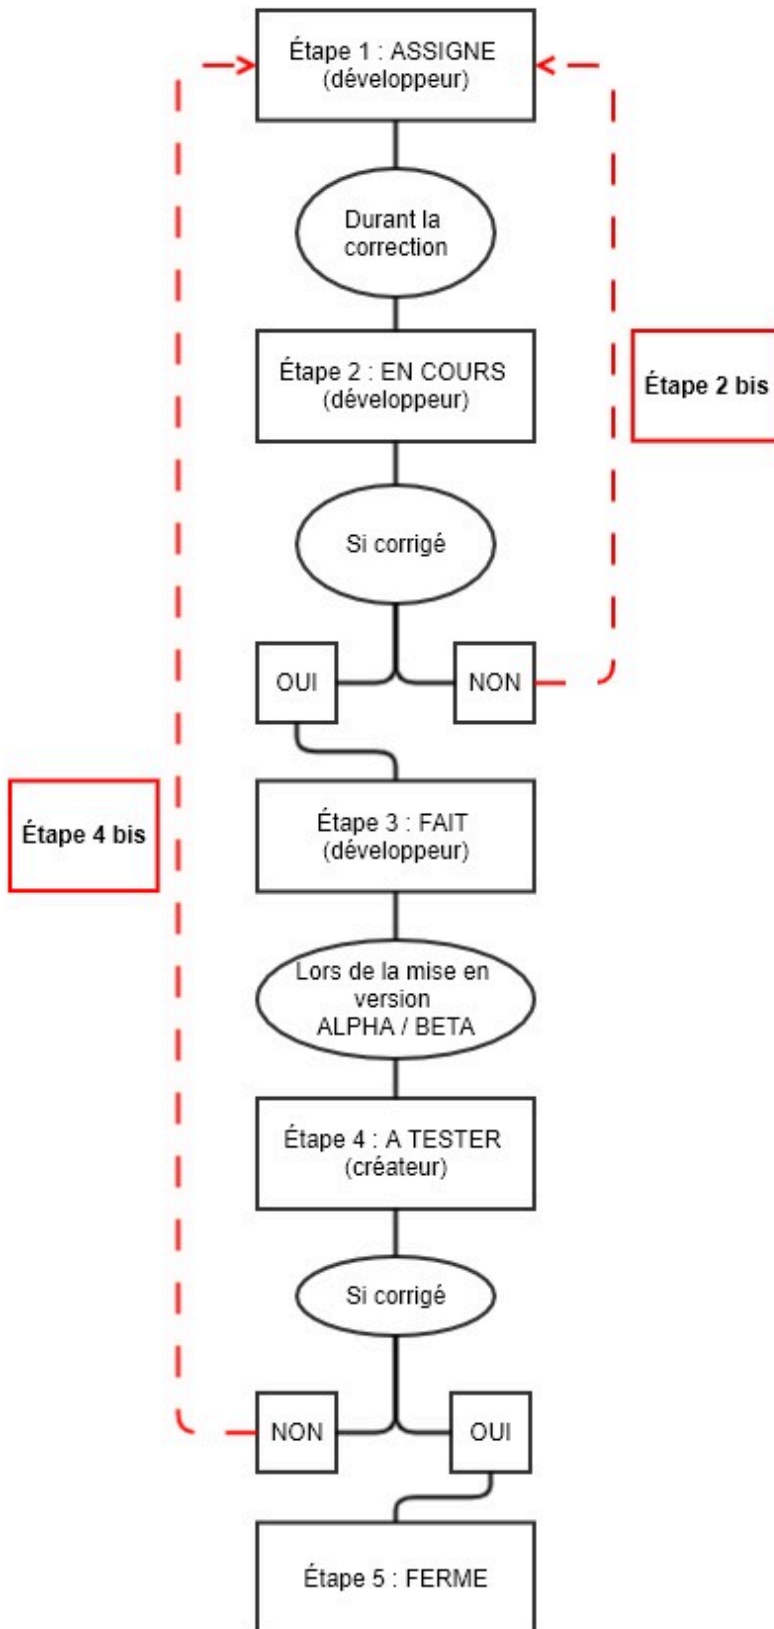 Étape 1 : ASSIGNE
(développeur)
Durant la
correction
Étape 2 : EN COURS
(développeur)
Étape 2 bis
Si corrigé
OUI
NON
Étape 3 : FAIT
(développeur)
Étape 4 bis
Lors de la mise en
version
ALPHA / BETA
Étape 4 : A TESTER
(créateur)
Si corrigé
NON
OUI
Étape 5 : FERME